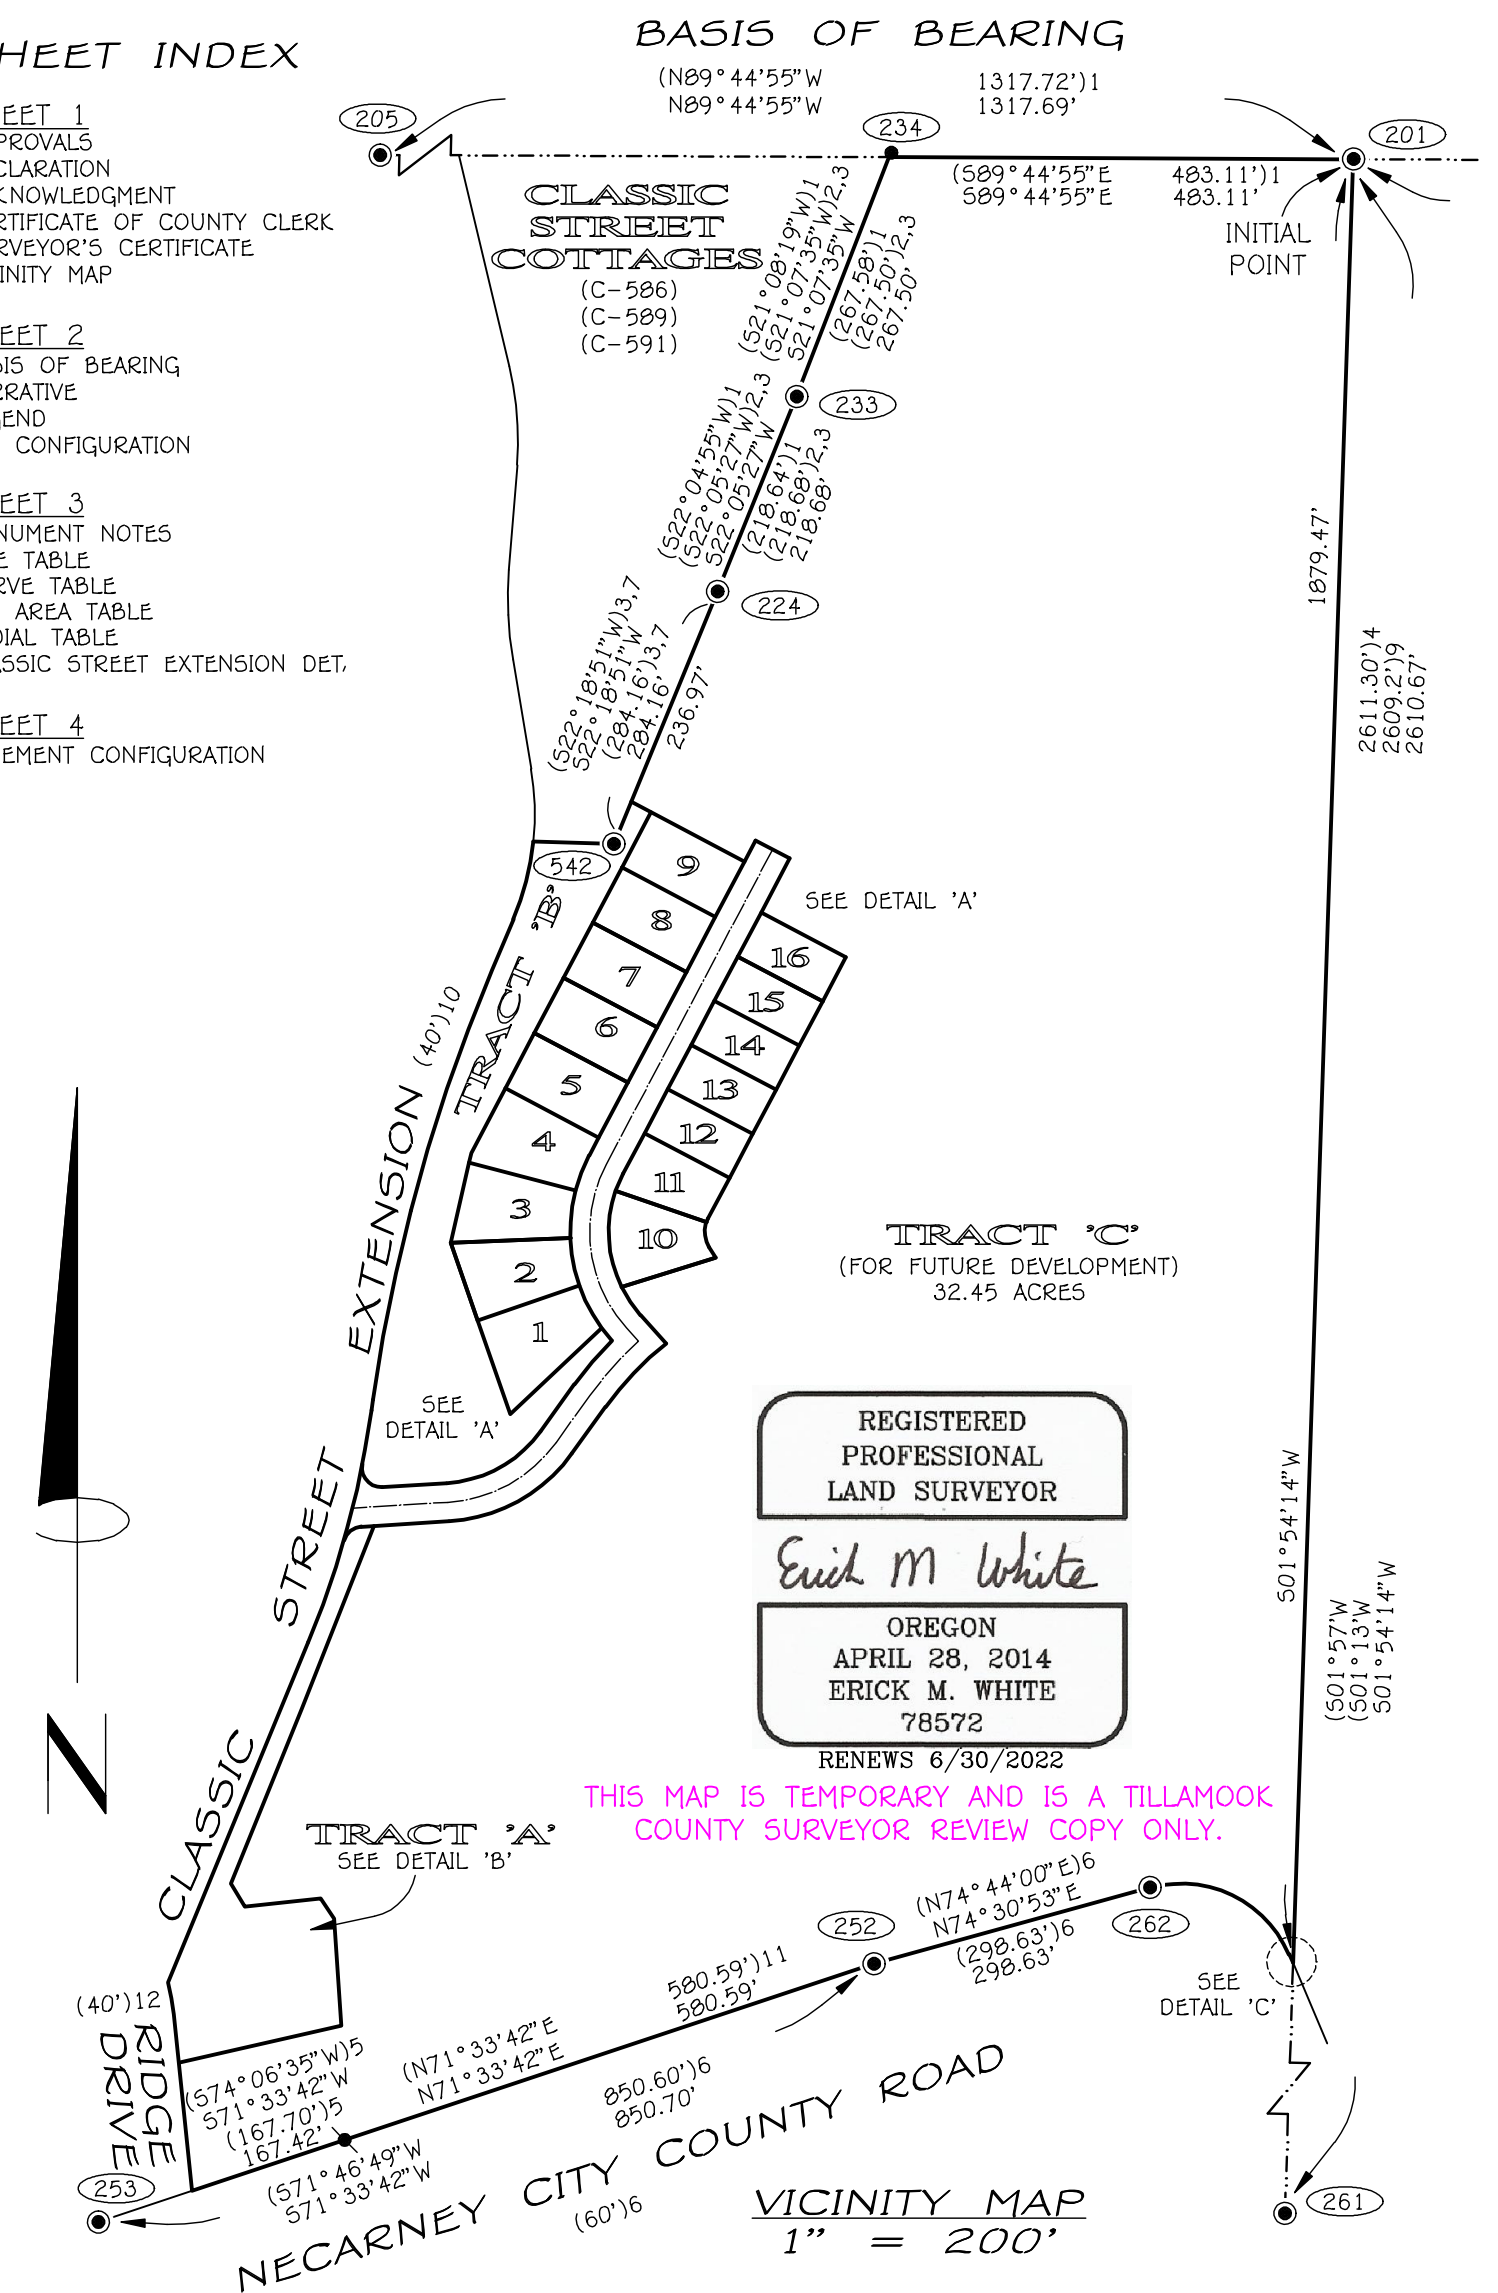 HEET INDEX
EET 1
PROVALS
CLARATION
KNOWLEDGMENT
RTIFICATE OF COUNTY CLERK
RVEYOR'S CERTIFICATE
INITY MAP
EET 2
SIS OF BEARING
RRATIVE
GEND
CONFIGURATION
EET 3
NUMENT NOTES
E TABLE
RVE TABLE
AREA TABLE
DIAL TABLE
ASSIC STREET EXTENSION DET
EET 4
EMENT CONFIGURATION
BASIS OF BEARING
(N89°44'55"W 1317.72')1
N89°44'55"W 1317.69'
205
234
201
(S89°44'55"E 483.11')1
S89°44'55"E 483.11'
INITIAL
POINT
CLASSIC
STREET
COTTAGES
(C-586)
(C-589)
(C-591)
(S21°08'19"W)1
(S21°07'35"W)2,3
S21°07'35"W
(267.58')1
(267.50')2,3
267.50'
233
(S22°04'55"W)1
(S22°05'27"W)2,3
S22°05'27"W
(218.64')1
(218.68')2,3
218.68'
224
(S22°18'51"W)3,7
S22°18'51"W
(284.16')3,7
284.16'
236.97'
542
1879.47'
2611.30')4
2609.2')9
2610.67'
9
8
7
6
5
4
3
2
1
16
15
14
13
12
11
10
SEE DETAIL 'A'
TRACT 'B'
CLASSIC STREET EXTENSION (40')10
TRACT 'C'
(FOR FUTURE DEVELOPMENT)
32.45 ACRES
SEE
DETAIL 'A'
REGISTERED
PROFESSIONAL
LAND SURVEYOR
Erick M White
OREGON
APRIL 28, 2014
ERICK M. WHITE
78572
RENEWS 6/30/2022
S01°54'14"W
(S01°57'W
(S01°13'W
S01°54'14"W
THIS MAP IS TEMPORARY AND IS A TILLAMOOK
COUNTY SURVEYOR REVIEW COPY ONLY.
N
TRACT 'A'
SEE DETAIL 'B'
(N74°44'00"E)6
N74°30'53"E
(298.63')6
298.63'
252
262
SEE
DETAIL 'C'
580.59')11
580.59'
(N71°33'42"E
N71°33'42"E
850.60')6
850.70'
(40')12
RIDGE
DRIVE
(S74°06'35"W)5
S71°33'42"W
(167.70')5
167.42'
(S71°46'49"W
S71°33'42"W
253
NECARNEY CITY COUNTY ROAD
(60')6
261
VICINITY MAP
1" = 200'